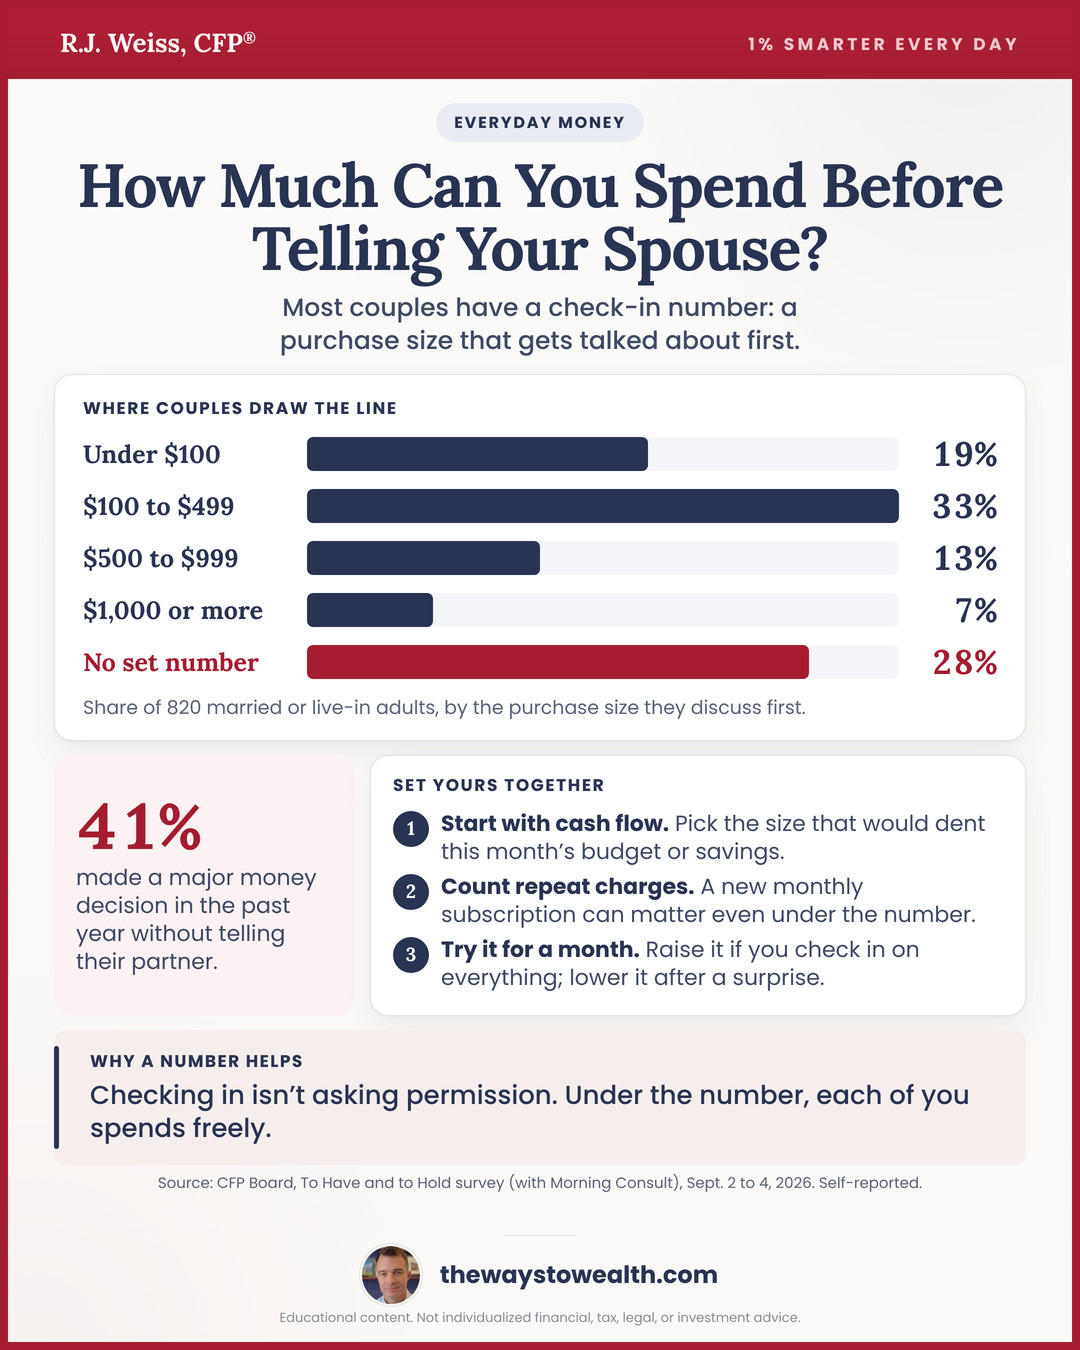 R.J. Weiss, CFP®
1% SMARTER EVERY DAY
EVERYDAY MONEY
How Much Can You Spend Before
Telling Your Spouse?
Most couples have a check-in number: a
purchase size that gets talked about first.
WHERE COUPLES DRAW THE LINE
Under $100 19%
$100 to $499 33%
$500 to $999 13%
$1,000 or more 7%
No set number 28%
Share of 820 married or live-in adults, by the purchase size they discuss first.
41%
made a major money
decision in the past
year without telling
their partner.
SET YOURS TOGETHER
1 Start with cash flow. Pick the size that would dent
this month’s budget or savings.
2 Count repeat charges. A new monthly
subscription can matter even under the number.
3 Try it for a month. Raise it if you check in on
everything; lower it after a surprise.
WHY A NUMBER HELPS
Checking in isn’t asking permission. Under the number, each of you
spends freely.
Source: CFP Board, To Have and to Hold survey (with Morning Consult), Sept. 2 to 4, 2026. Self-reported.
thewaystowealth.com
Educational content. Not individualized financial, tax, legal, or investment advice.